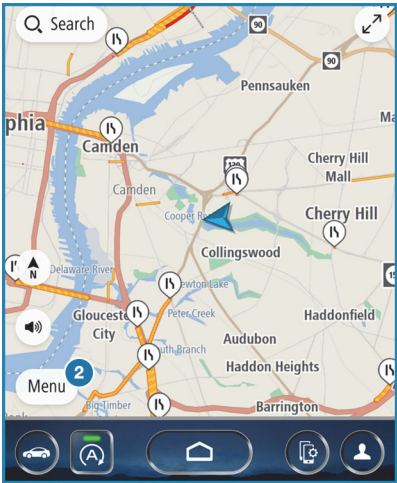 Search
90
90
Pennsauken
phia
Ma
Camden
Cherry Hill
Mall
Camden
Cooper R
Cherry Hill
Collingswood
N
Delaware River
ewton Lake
Glouceste
City
Peter Creek
Haddonfield
Audubon
uth Branch
Haddon Heights
Menu
2
Big Timber
Barrington
A